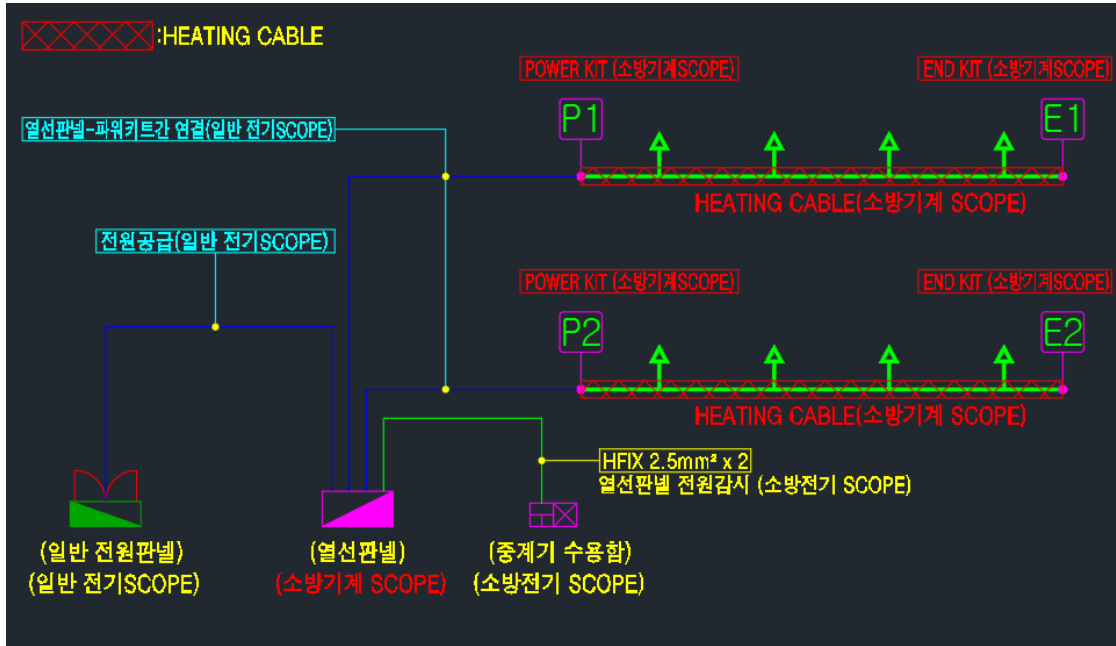 :HEATING CABLE
POWER KIT (소방기계SCOPE)
END KIT (소방기계SCOPE)
P1
E1
열선판넬-파워키트간 연결(일반 전기SCOPE)
HEATING CABLE(소방기계 SCOPE)
전원공급(일반 전기SCOPE)
POWER KIT (소방기계SCOPE)
END KIT (소방기계SCOPE)
P2
E2
HEATING CABLE(소방기계 SCOPE)
HFIX 2.5mm² x 2
열선판넬 전원감시 (소방전기 SCOPE)
(일반 전원판넬)
(일반 전기SCOPE)
(열선판넬)
(소방기계 SCOPE)
(중계기 수용함)
(소방전기 SCOPE)